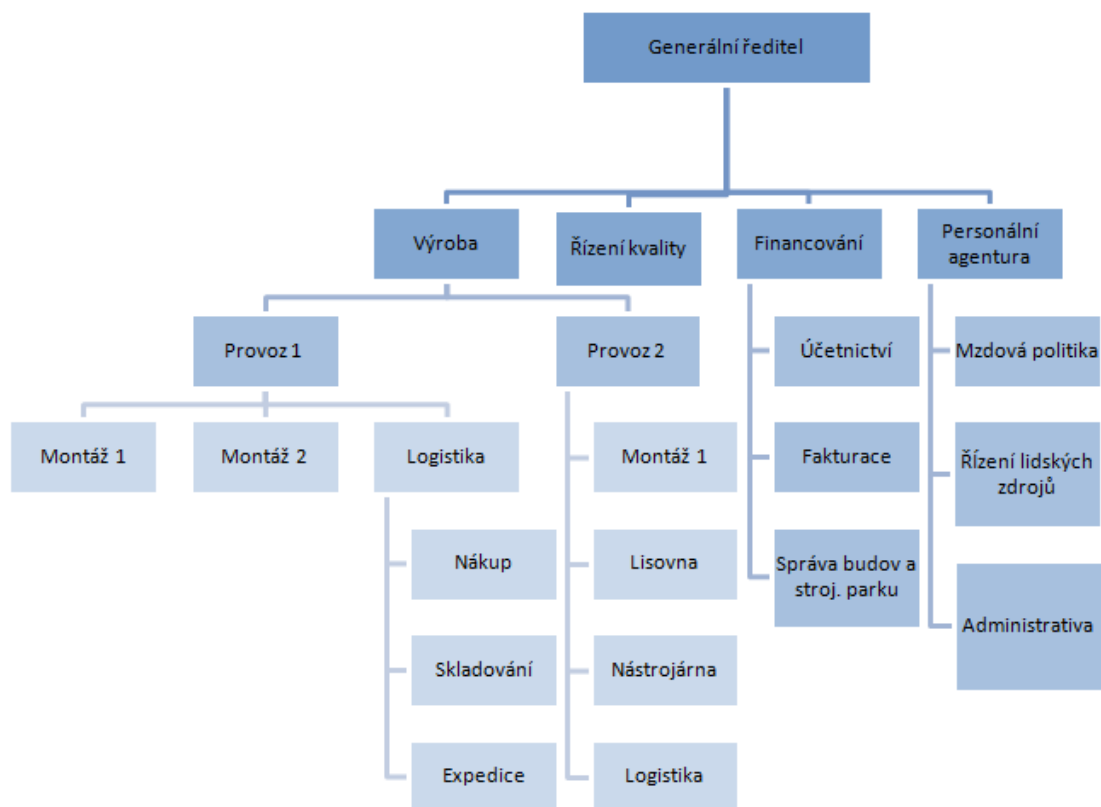 Generální ředitel
Výroba
Řízení kvality
Financování
Personální
agentura
Provoz 1
Provoz 2
Účetnictví
Mzdová politika
Montáž 1
Montáž 2
Logistika
Montáž 1
Fakturace
Řízení lidských
zdrojů
Nákup
Lisovna
Správa budov a
stroj. parku
Administrativa
Skladování
Nástrojárna
Expedice
Logistika